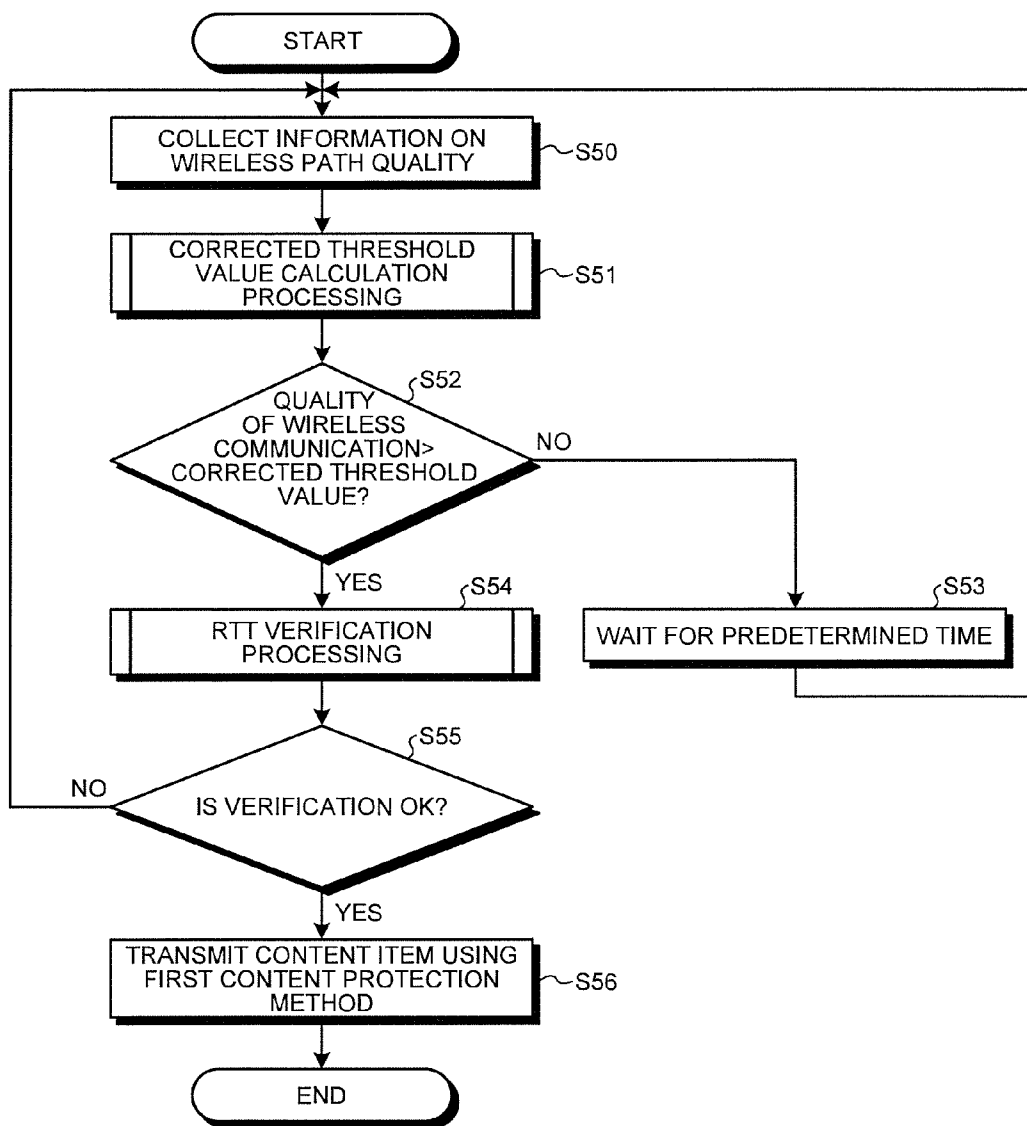 START
COLLECT INFORMATION ON
WIRELESS PATH QUALITY
S50
CORRECTED THRESHOLD
VALUE CALCULATION
PROCESSING
S51
S52
QUALITY
OF WIRELESS
COMMUNICATION>
CORRECTED THRESHOLD
VALUE?
NO
YES
S54
RTT VERIFICATION
PROCESSING
S53
WAIT FOR PREDETERMINED TIME
S55
NO
IS VERIFICATION OK?
YES
TRANSMIT CONTENT ITEM USING
FIRST CONTENT PROTECTION
METHOD
S56
END